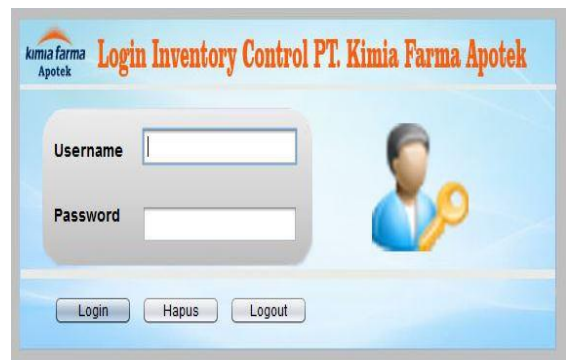 kimia farma
Apotek
Login Inventory Control PT. Kimia Farma Apotek
Username
Password
Login Hapus Logout